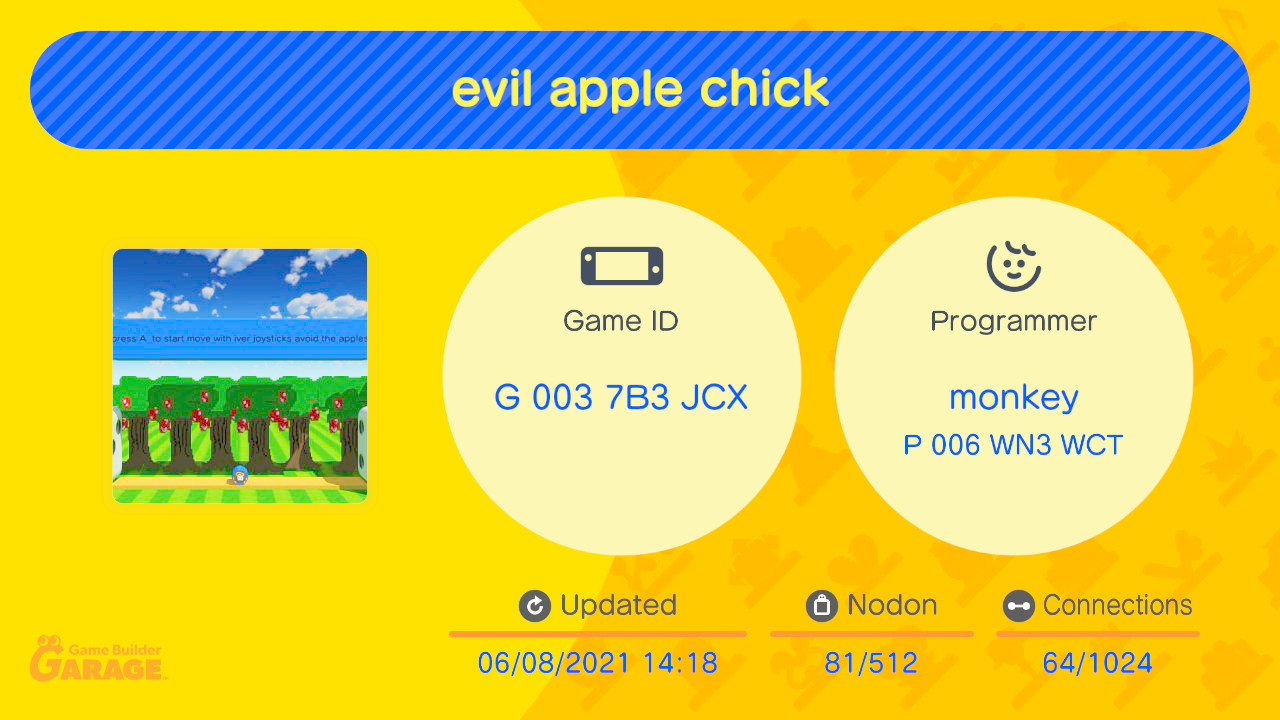 evil apple chick
press A to start move with iver joysticks avoid the apples
Game ID
G 003 7B3 JCX
Programmer
monkey
P 006 WN3 WCT
Updated
Nodon
Connections
06/08/2021 14:18
81/512
64/1024
Game Builder
GARAGE